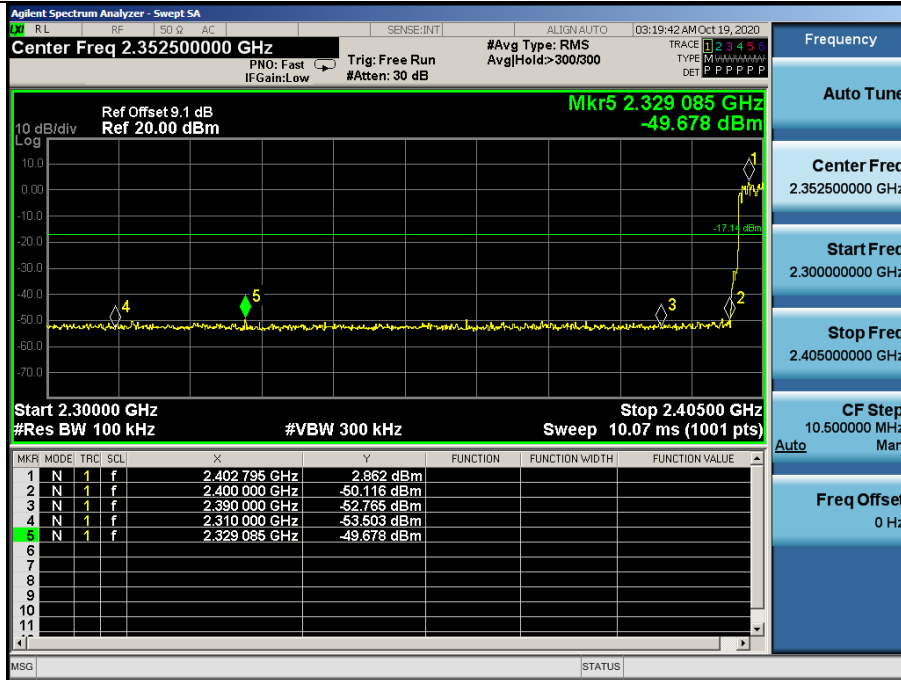 Agilent Spectrum Analyzer - Swept SA
LXI RL RF 50 Ω AC SENSE:INT ALIGN AUTO 03:19:42 AM Oct 19, 2020
Center Freq 2.352500000 GHz
PNO: Fast
IFGain:Low
Trig: Free Run
#Atten: 30 dB
#Avg Type: RMS
Avg|Hold:>300/300
TRACE 1 2 3 4 5 6
TYPE M
DET P P P P P P
Mkr5 2.329 085 GHz
-49.678 dBm
Ref Offset 9.1 dB
10 dB/div Ref 20.00 dBm
Log
10.0
0.00
-10.0
-20.0
-30.0
-40.0
-50.0
-60.0
-70.0
-17.14 dBm
1
2
3
4
5
Start 2.30000 GHz Stop 2.40500 GHz
#Res BW 100 kHz #VBW 300 kHz Sweep 10.07 ms (1001 pts)
MKR MODE TRC SCL X Y FUNCTION FUNCTION WIDTH FUNCTION VALUE
1 N 1 f 2.402 795 GHz 2.862 dBm
2 N 1 f 2.400 000 GHz -50.116 dBm
3 N 1 f 2.390 000 GHz -52.765 dBm
4 N 1 f 2.310 000 GHz -53.503 dBm
5 N 1 f 2.329 085 GHz -49.678 dBm
6
7
8
9
10
11
MSG STATUS
Frequency
Auto Tune
Center Freq
2.352500000 GHz
Start Freq
2.300000000 GHz
Stop Freq
2.405000000 GHz
CF Step
10.500000 MHz
Auto Man
Freq Offset
0 Hz